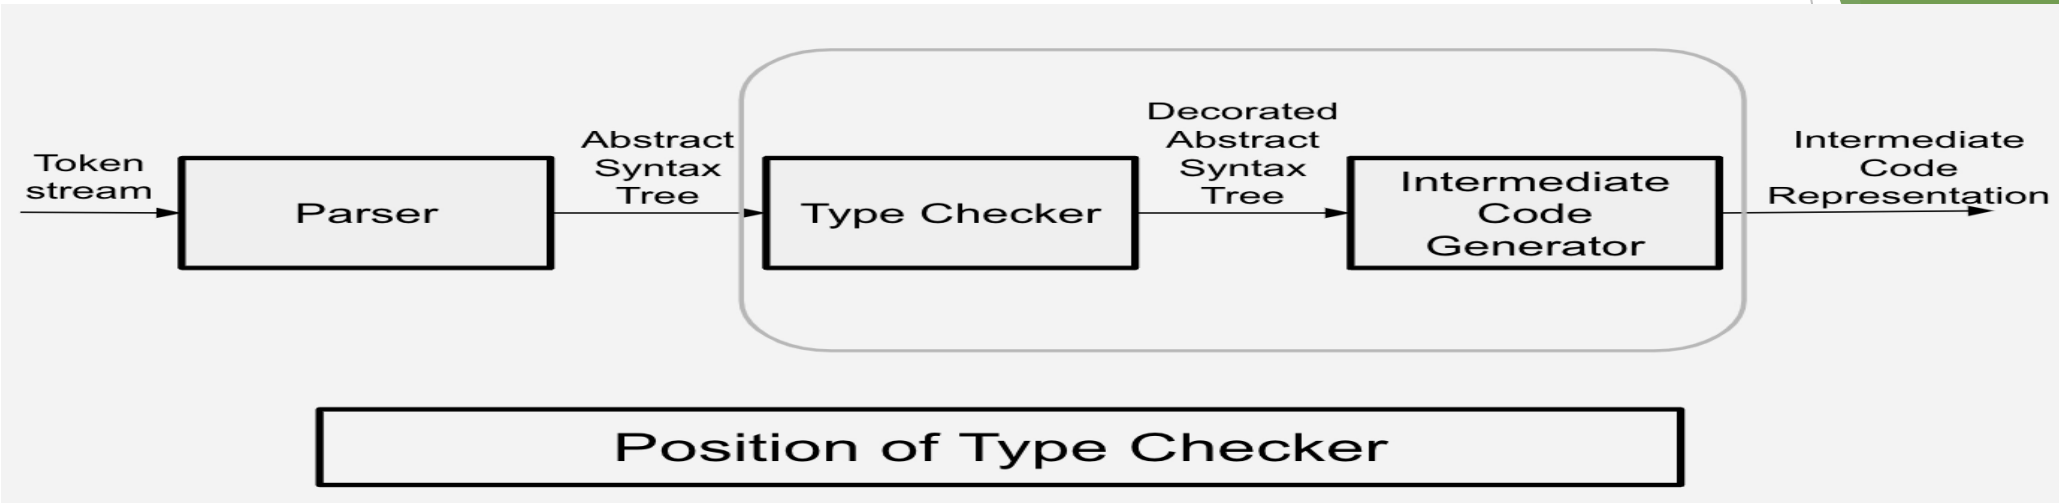 Token
stream
Parser
Abstract
Syntax
Tree
Type Checker
Decorated
Abstract
Syntax
Tree
Intermediate
Code
Generator
Intermediate
Code
Representation
Position of Type Checker